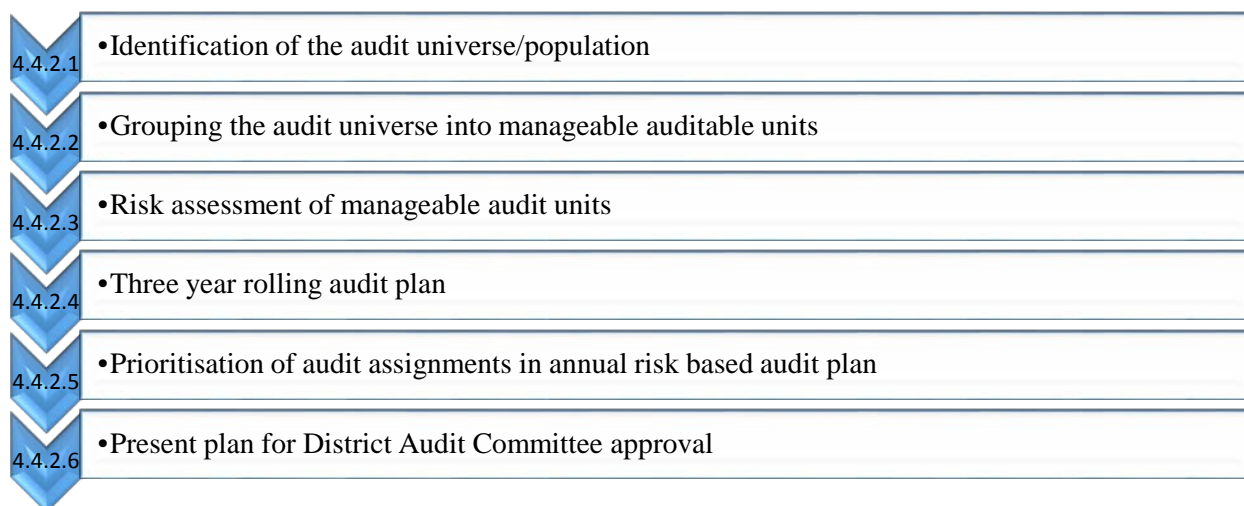 4.4.2.1 •Identification of the audit universe/population
4.4.2.2 •Grouping the audit universe into manageable auditable units
4.4.2.3 •Risk assessment of manageable audit units
4.4.2.4 •Three year rolling audit plan
4.4.2.5 •Prioritisation of audit assignments in annual risk based audit plan
4.4.2.6 •Present plan for District Audit Committee approval